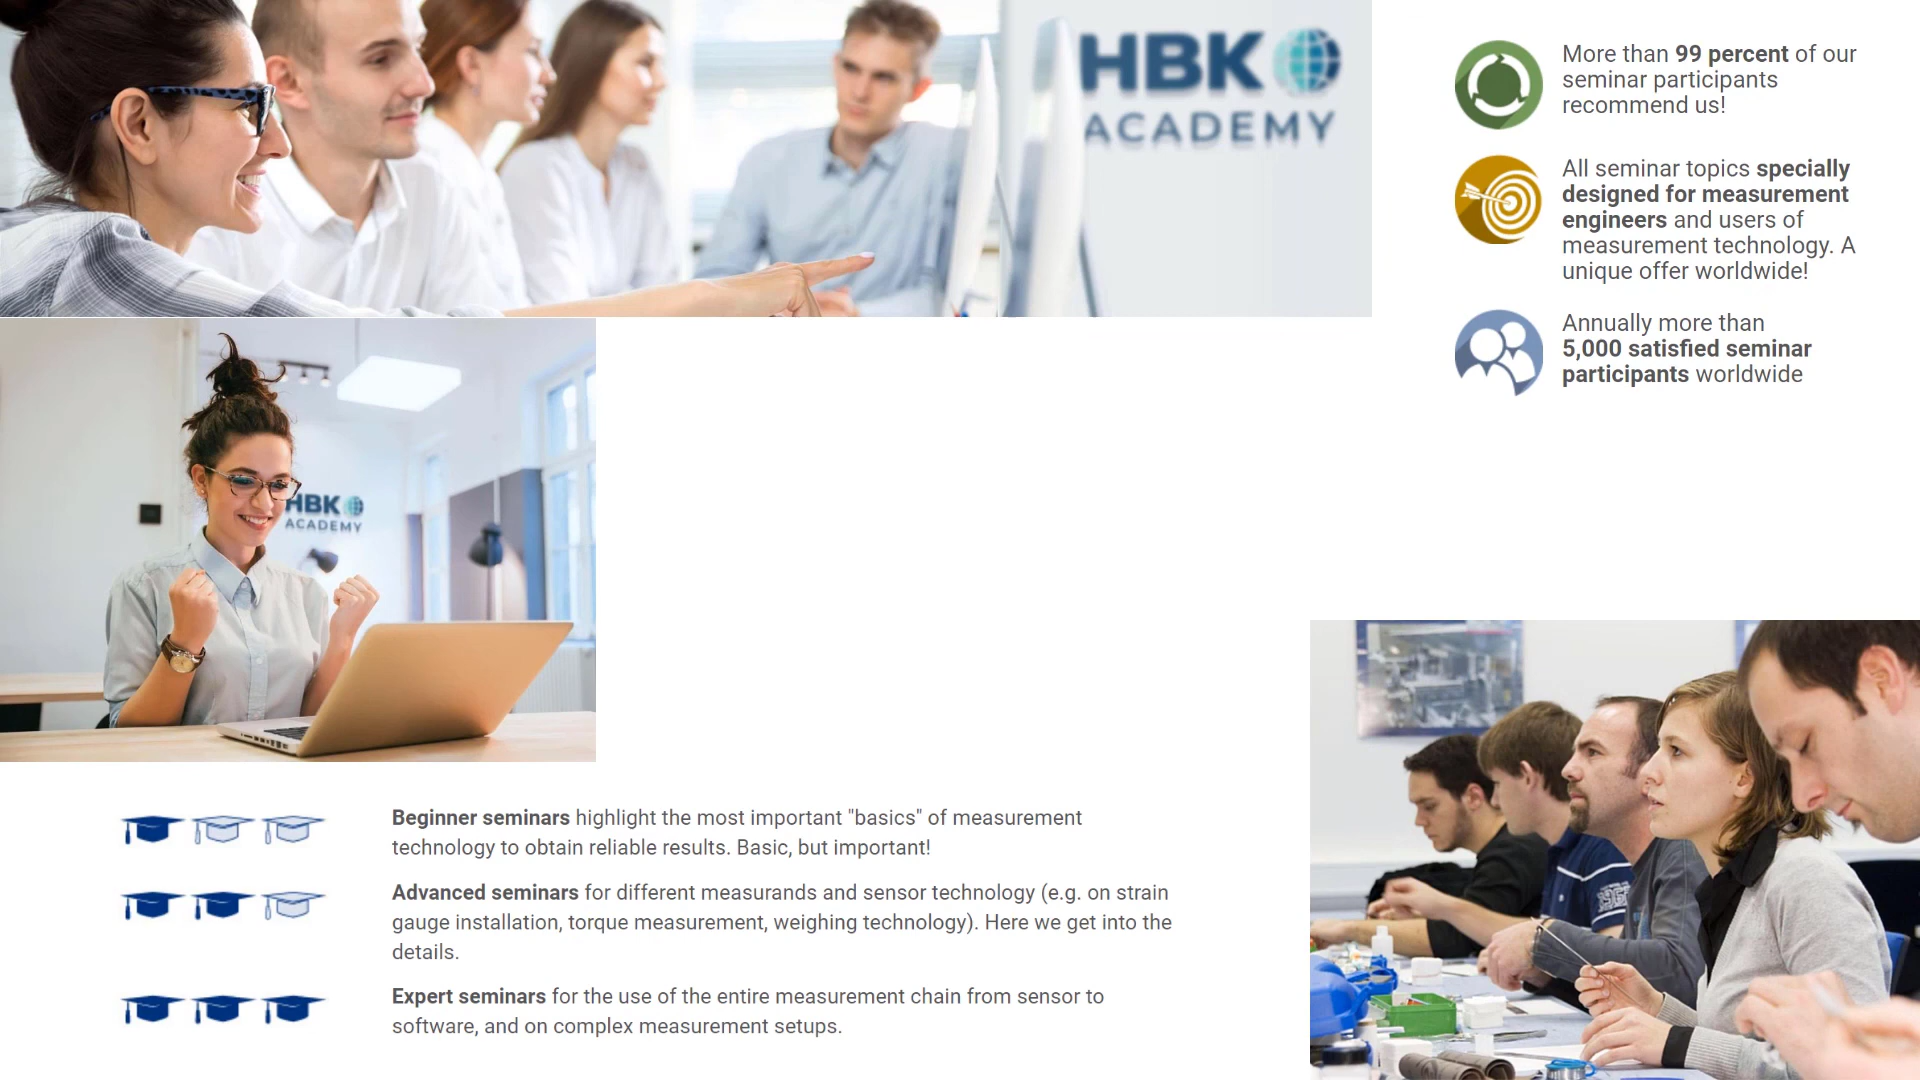 HBK
ACADEMY
More than 99 percent of our
seminar participants
recommend us!
All seminar topics specially
designed for measurement
engineers and users of
measurement technology. A
unique offer worldwide!
Annually more than
5,000 satisfied seminar
participants worldwide
HBK
ACADEMY
Beginner seminars highlight the most important "basics" of measurement
technology to obtain reliable results. Basic, but important!
Advanced seminars for different measurands and sensor technology (e.g. on strain
gauge installation, torque measurement, weighing technology). Here we get into the
details.
Expert seminars for the use of the entire measurement chain from sensor to
software, and on complex measurement setups.